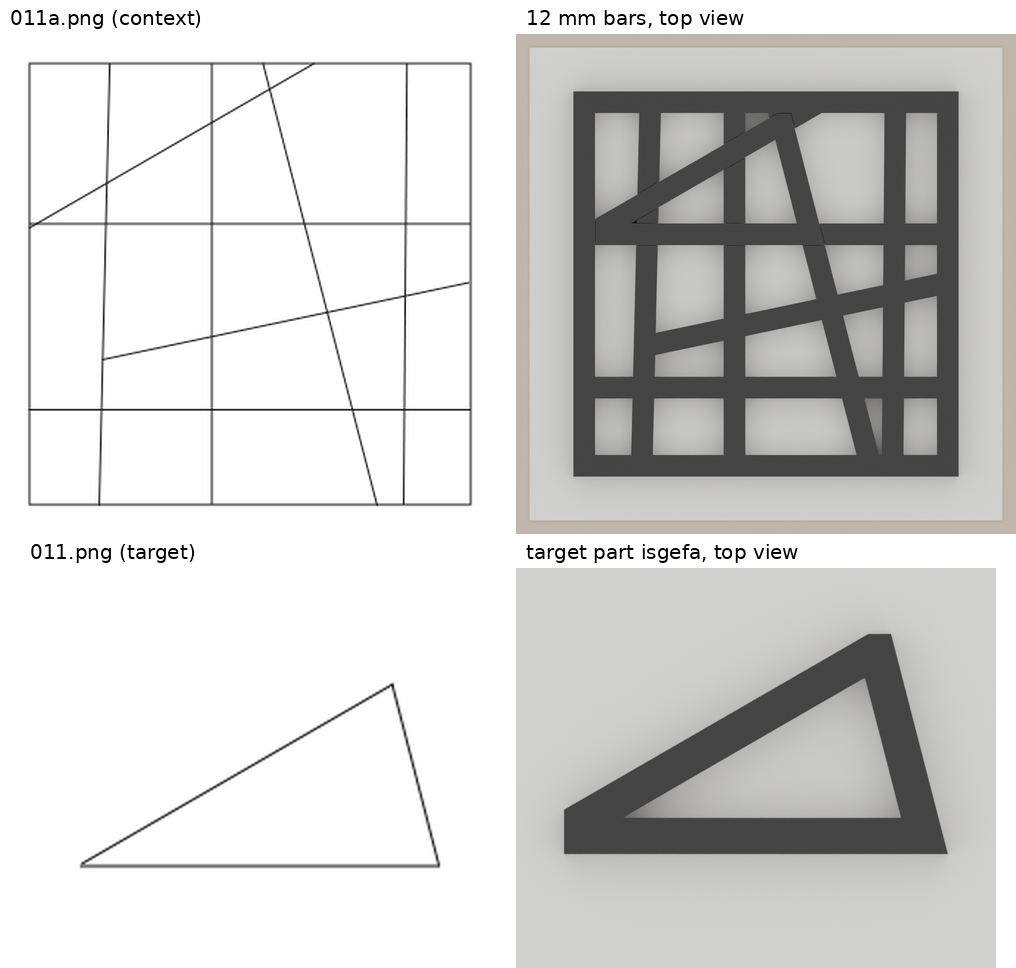 011a.png (context)
12 mm bars, top view
011.png (target)
target part isgefa, top view